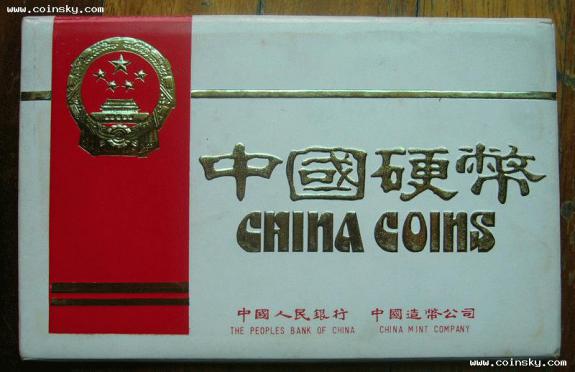 www.coinsky.com
中國硬幣
CHINA COINS
中國人民銀行 中國造幣公司
THE PEOPLES BANK OF CHINA CHINA MINT COMPANY
www.coinsky.com